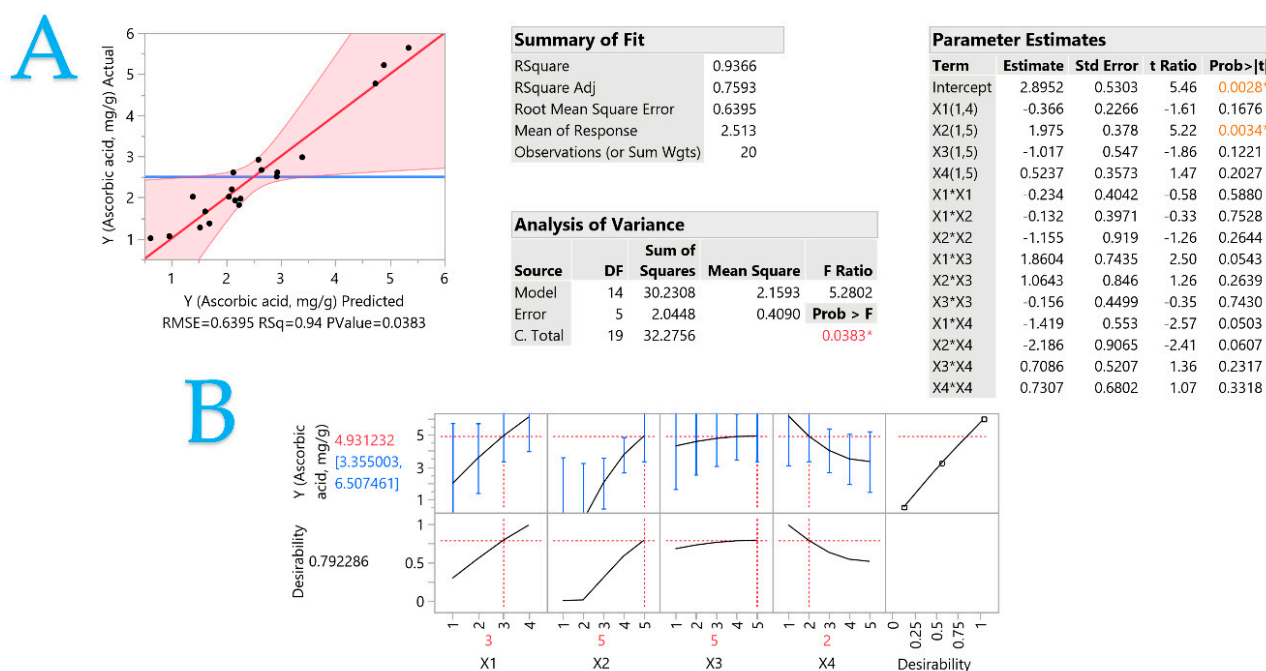 A
Y (Ascorbic acid, mg/g) Actual
6
5
4
3
2
1
1 2 3 4 5 6
Y (Ascorbic acid, mg/g) Predicted
RMSE=0.6395 RSq=0.94 PValue=0.0383
Summary of Fit
RSquare 0.9366
RSquare Adj 0.7593
Root Mean Square Error 0.6395
Mean of Response 2.513
Observations (or Sum Wgts) 20
Analysis of Variance
Sum of
Source DF Squares Mean Square F Ratio
Model 14 30.2308 2.1593 5.2802
Error 5 2.0448 0.4090 Prob > F
C. Total 19 32.2756 0.0383*
Parameter Estimates
Term Estimate Std Error t Ratio Prob>|t|
Intercept 2.8952 0.5303 5.46 0.0028*
X1(1,4) -0.366 0.2266 -1.61 0.1676
X2(1,5) 1.975 0.378 5.22 0.0034*
X3(1,5) -1.017 0.547 -1.86 0.1221
X4(1,5) 0.5237 0.3573 1.47 0.2027
X1*X1 -0.234 0.4042 -0.58 0.5880
X1*X2 -0.132 0.3971 -0.33 0.7528
X2*X2 -1.155 0.919 -1.26 0.2644
X1*X3 1.8604 0.7435 2.50 0.0543
X2*X3 1.0643 0.846 1.26 0.2639
X3*X3 -0.156 0.4499 -0.35 0.7430
X1*X4 -1.419 0.553 -2.57 0.0503
X2*X4 -2.186 0.9065 -2.41 0.0607
X3*X4 0.7086 0.5207 1.36 0.2317
X4*X4 0.7307 0.6802 1.07 0.3318
B
Y (Ascorbic
acid, mg/g)
4.931232
[3.355003,
6.507461]
5
3
1
Desirability
0.792286
1
0.5
0
1 2 3 4 1 2 3 4 5 1 2 3 4 5 1 2 3 4 5 0 0.25 0.5 0.75 1
3 5 5 2
X1 X2 X3 X4 Desirability